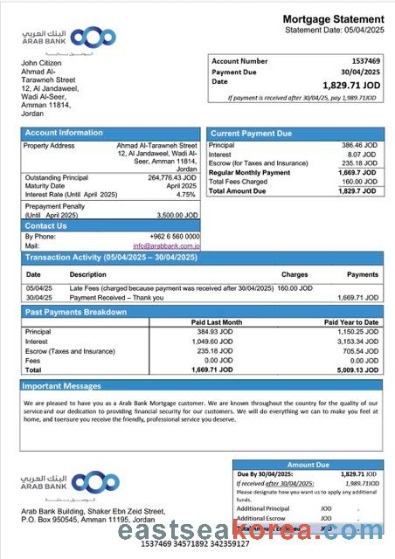 Mortgage Statement
Statement Date: 05/04/2025
البنك العربي
ARAB BANK
John Citizen
Ahmad Al-
Tarawneh Street
12, Al Jandaweel,
Wadi Al-Seer,
Amman 11814,
Jordan
Account Number 1537469
Payment Due 30/04/2025
Date
1,829.71 JOD
If payment is received after 30/04/25, pay 1,989.71JOD
Account Information
Property Address Ahmad Al-Tarawneh Street
12, Al Jandaweel, Wadi Al-
Seer, Amman 11814,
Jordan
Outstanding Principal 264,776.43 JOD
Maturity Date April 2025
Interest Rate (Until April 2025) 4.75%
Prepayment Penalty
(Until April 2025) 3,500.00 JOD
Contact Us
By Phone: +962 6 560 0000
Mail: info@arabbank.com.jo
Current Payment Due
Principal 386.46 JOD
Interest 8.07 JOD
Escrow (for Taxes and Insurance) 235.18 JOD
Regular Monthly Payment 1,669.7 JOD
Total Fees Charged 160.00 JOD
Total Amount Due 1,829.7 JOD
Transaction Activity (05/04/2025 – 30/04/2025)
Date Description Charges Payments
05/04/25 Late Fees (charged because payment was received after 30/04/2025) 160.00 JOD
30/04/25 Payment Received – Thank you 1,669.71 JOD
Past Payments Breakdown
Paid Last Month Paid Year to Date
Principal 384.93 JOD 1,150.25 JOD
Interest 1,049.60 JOD 3,153.34 JOD
Escrow (Taxes and Insurance) 235.18 JOD 705.54 JOD
Fees 0.00 JOD 0.00 JOD
Total 1,669.71 JOD 5,009.13 JOD
Important Messages
We are pleased to have you as a Arab Bank Mortgage customer. We are known throughout the country for the quality of our
service and our dedication to providing financial security for our customers. We will do everything we can to make you feel at
home, and toensure you receive the friendly, professional service you deserve.
البنك العربي
ARAB BANK
Arab Bank Building, Shaker Ebn Zeid Street,
P.O. Box 950545, Amman 11195, Jordan
Amount Due
Due By 30/04/2025: 1,829.71 JOD
If received after 30/04/2025: 1,989.71JOD
Please designate how you want us to apply any additional
funds.
Additional Principal JOD
Additional Escrow JOD
Total Amount Enclosed JOD
eastseakorea.com
1537469 34571892 342359127